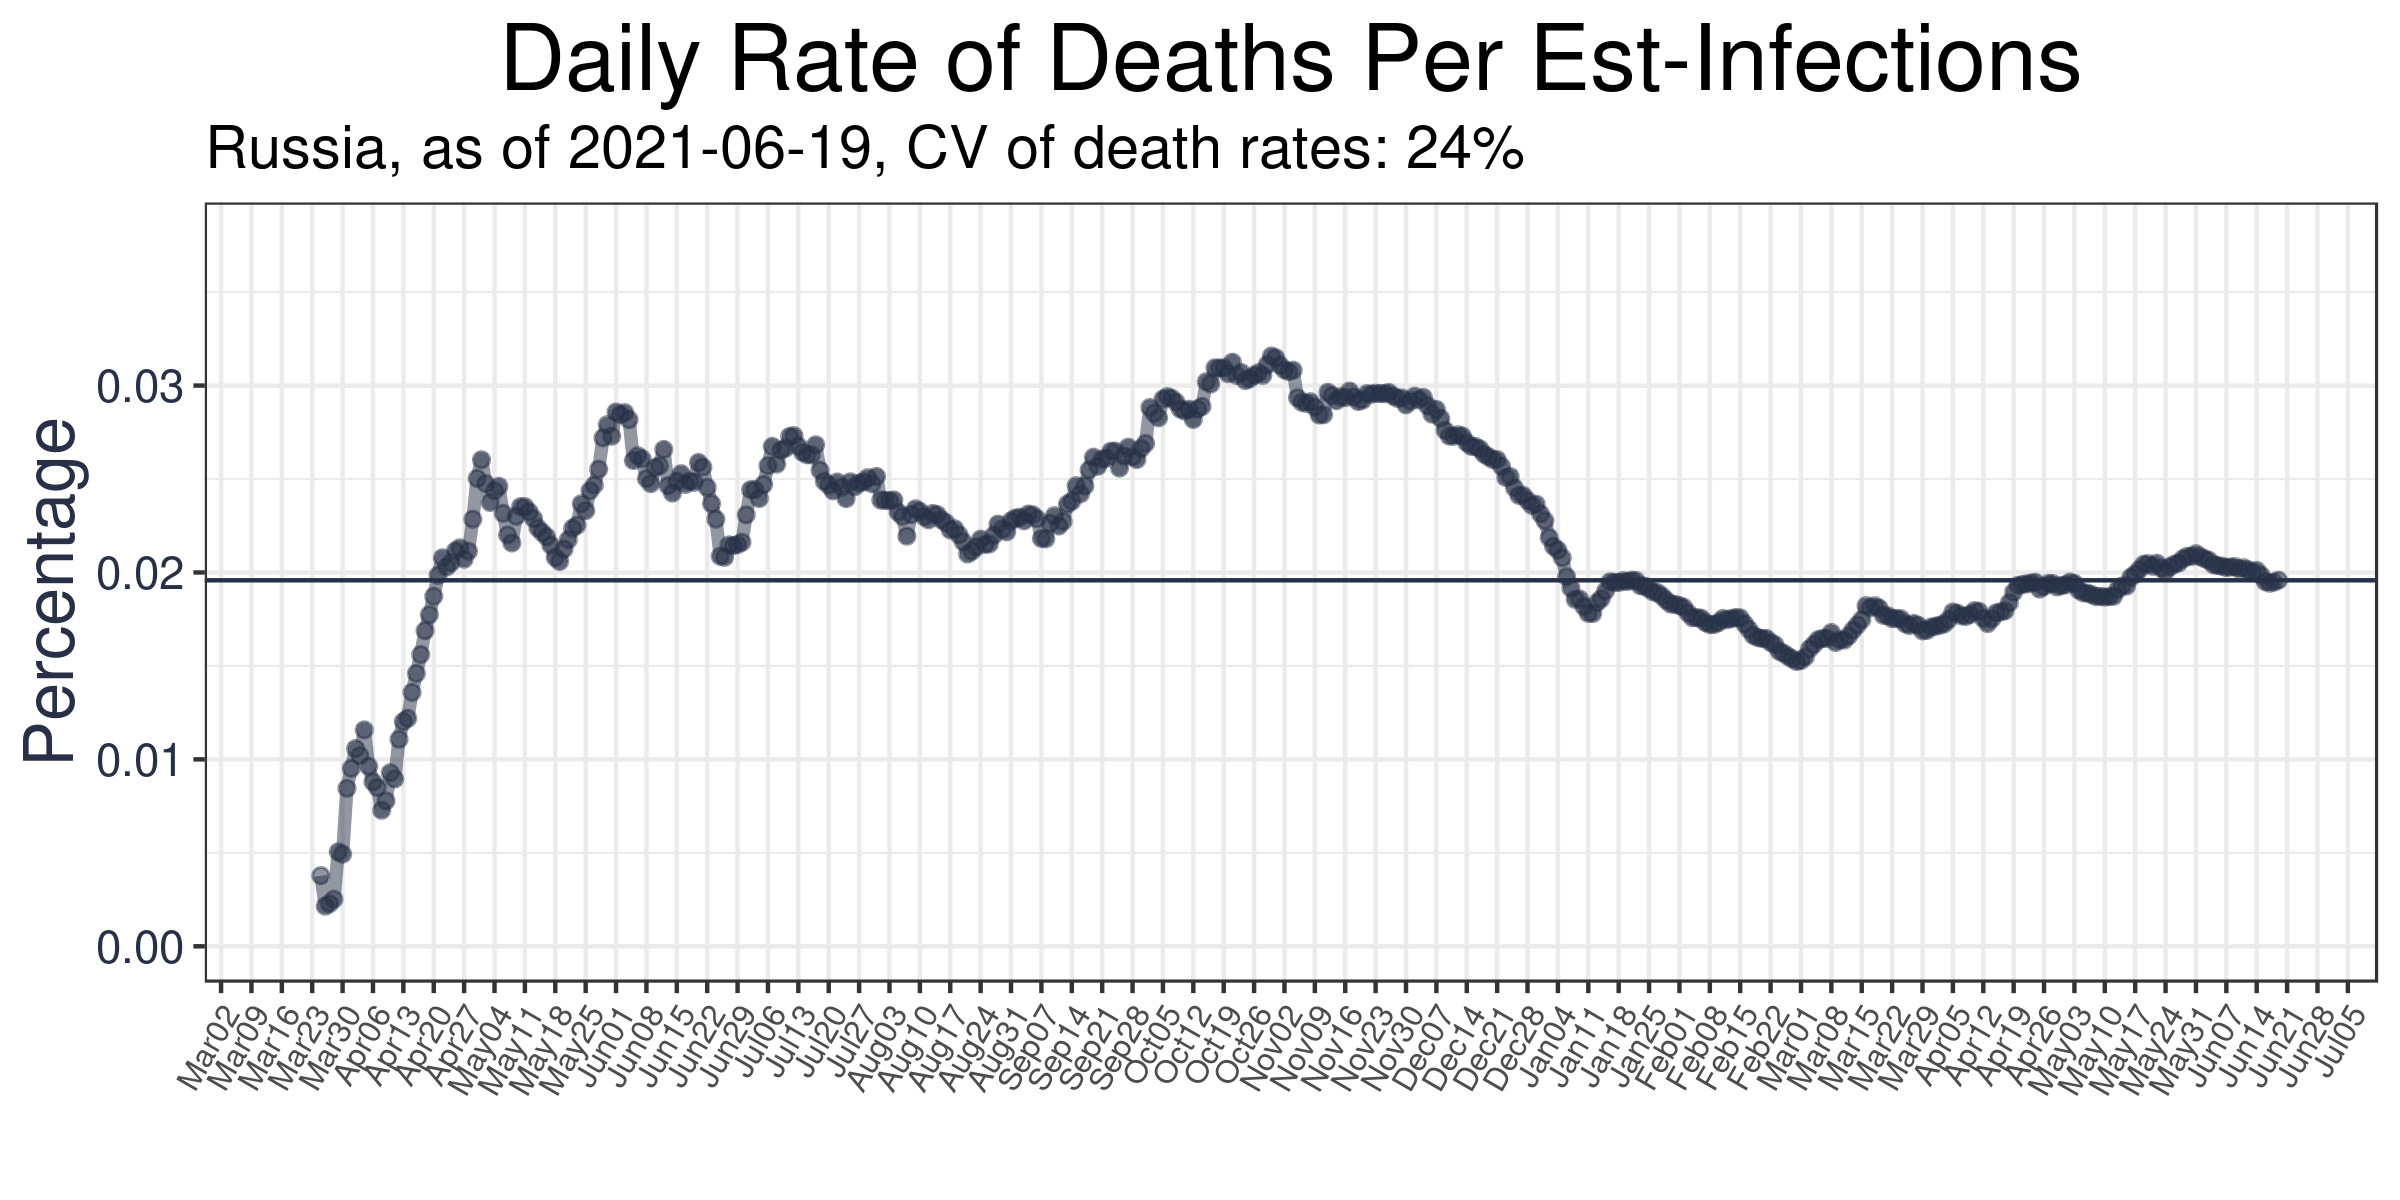 Daily Rate of Deaths Per Est-Infections
Russia, as of 2021-06-19, CV of death rates: 24%
Percentage
0.03
0.02
0.01
0.00
Mar02
Mar09
Mar16
Mar23
Mar30
Apr06
Apr13
Apr20
Apr27
May04
May11
May18
May25
Jun01
Jun08
Jun15
Jun22
Jun29
Jul06
Jul13
Jul20
Jul27
Aug03
Aug10
Aug17
Aug24
Aug31
Sep07
Sep14
Sep21
Sep28
Oct05
Oct12
Oct19
Oct26
Nov02
Nov09
Nov16
Nov23
Nov30
Dec07
Dec14
Dec21
Dec28
Jan04
Jan11
Jan18
Jan25
Feb01
Feb08
Feb15
Feb22
Mar01
Mar08
Mar15
Mar22
Mar29
Apr05
Apr12
Apr19
Apr26
May03
May10
May17
May24
May31
Jun07
Jun14
Jun21
Jun28
Jul05